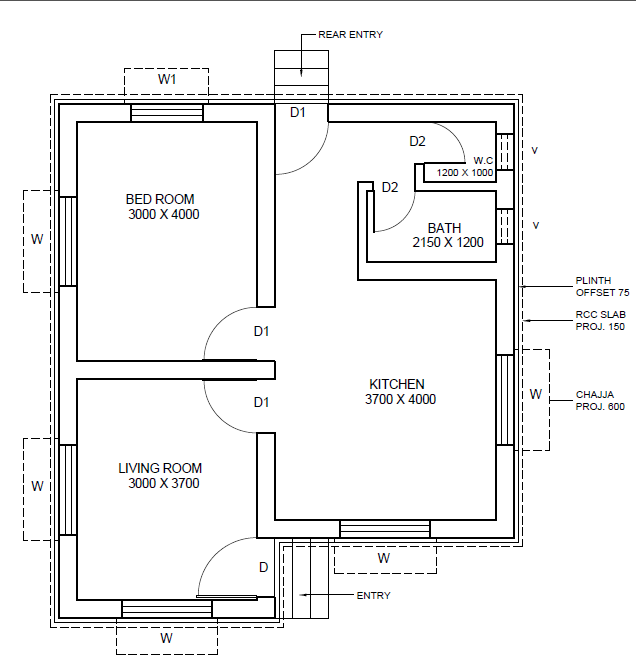 REAR ENTRY
W1
D1
D2
V
W.C
1200 X 1000
D2
BED ROOM
3000 X 4000
BATH
2150 X 1200
V
W
PLINTH
OFFSET 75
RCC SLAB
PROJ. 150
D1
KITCHEN
3700 X 4000
W
CHAJJA
PROJ. 600
D1
LIVING ROOM
3000 X 3700
W
W
D
ENTRY
W